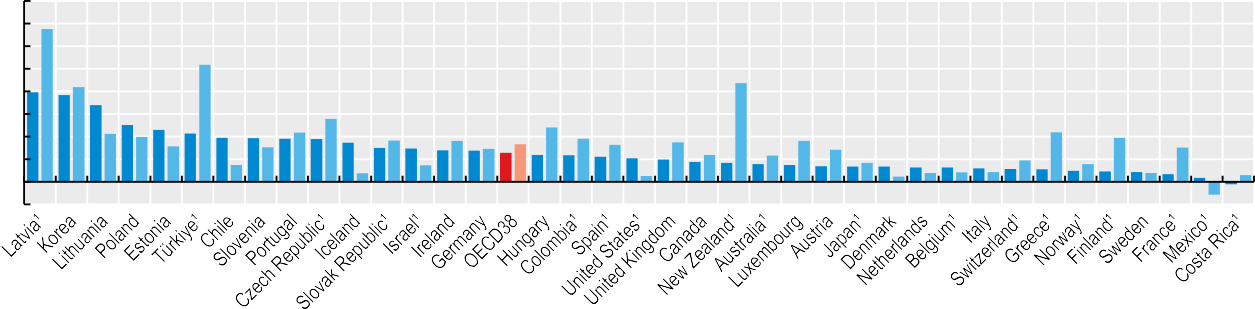 Latvia¹
Korea
Lithuania
Poland
Estonia
Türkiye¹
Chile
Slovenia
Portugal
Czech Republic¹
Iceland
Slovak Republic¹
Israel¹
Ireland
Germany
OECD38
Hungary
Colombia¹
Spain¹
United States¹
United Kingdom
Canada
New Zealand¹
Australia¹
Luxembourg
Austria
Japan¹
Denmark
Netherlands
Belgium¹
Italy
Switzerland¹
Greece¹
Norway¹
Finland¹
Sweden
France¹
Mexico¹
Costa Rica¹